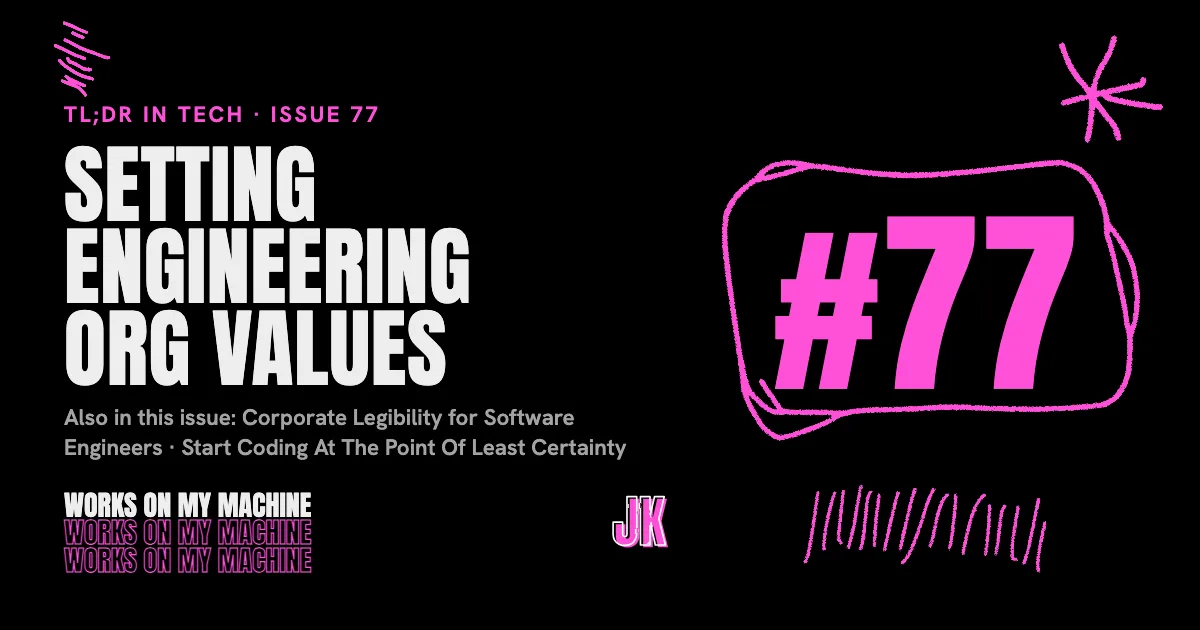 TL;DR IN TECH · ISSUE 77
SETTING
ENGINEERING
ORG VALUES
Also in this issue: Corporate Legibility for Software
Engineers · Start Coding At The Point Of Least Certainty
#77
WORKS ON MY MACHINE
WORKS ON MY MACHINE
WORKS ON MY MACHINE
JK